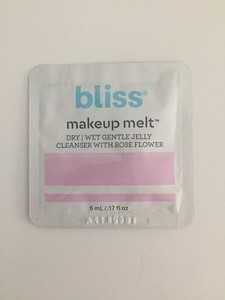 bliss®
makeup melt™
DRY | WET GENTLE JELLY
CLEANSER WITH ROSE FLOWER
5 mL/.17 fl oz